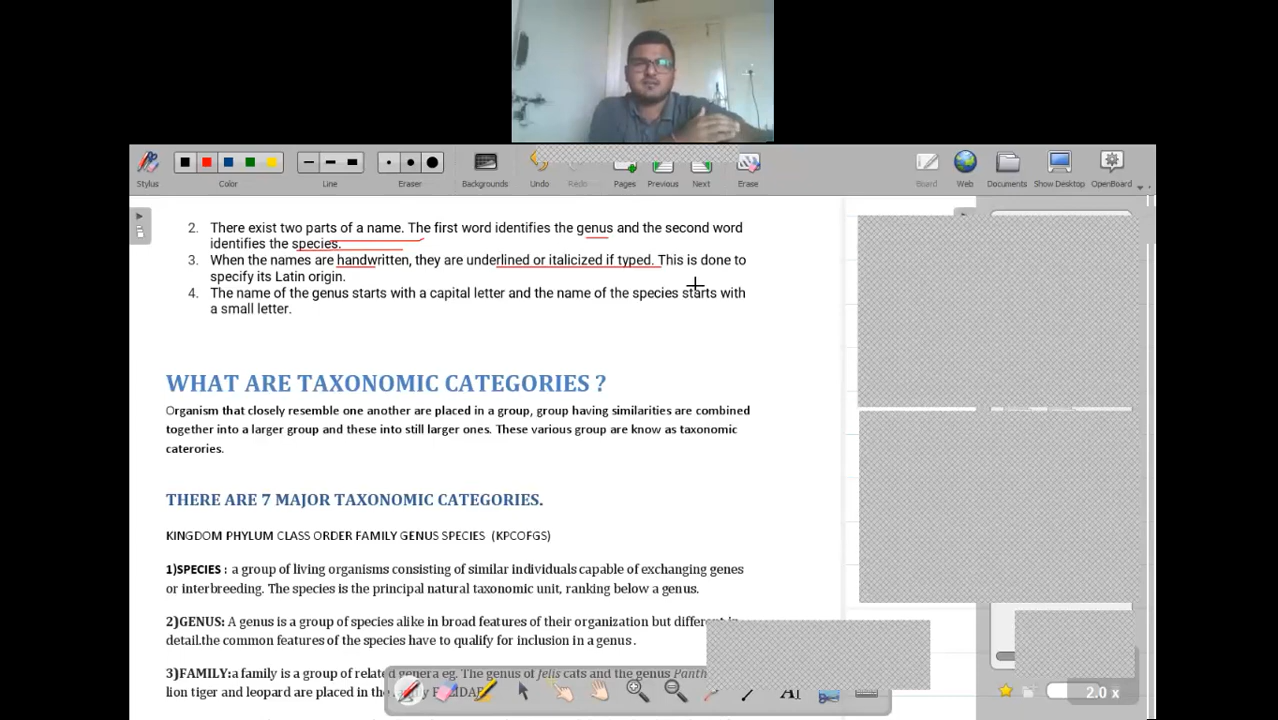 Stylus Color Line Eraser Backgrounds Undo Redo Pages Previous Next Erase Board Web Documents Show Desktop OpenBoard
2. There exist two parts of a name. The first word identifies the genus and the second word
identifies the species.
3. When the names are handwritten, they are underlined or italicized if typed. This is done to
specify its Latin origin.
4. The name of the genus starts with a capital letter and the name of the species starts with
a small letter.
WHAT ARE TAXONOMIC CATEGORIES ?
Organism that closely resemble one another are placed in a group, group having similarities are combined
together into a larger group and these into still larger ones. These various group are know as taxonomic
caterories.
THERE ARE 7 MAJOR TAXONOMIC CATEGORIES.
KINGDOM PHYLUM CLASS ORDER FAMILY GENUS SPECIES (KPCOFGS)
1)SPECIES : a group of living organisms consisting of similar individuals capable of exchanging genes
or interbreeding. The species is the principal natural taxonomic unit, ranking below a genus.
2)GENUS: A genus is a group of species alike in broad features of their organization but different in
detail.the common features of the species have to qualify for inclusion in a genus .
3)FAMILY:a family is a group of related genera eg. The genus of Jelis cats and the genus Panth
lion tiger and leopard are placed in the
2.0 x